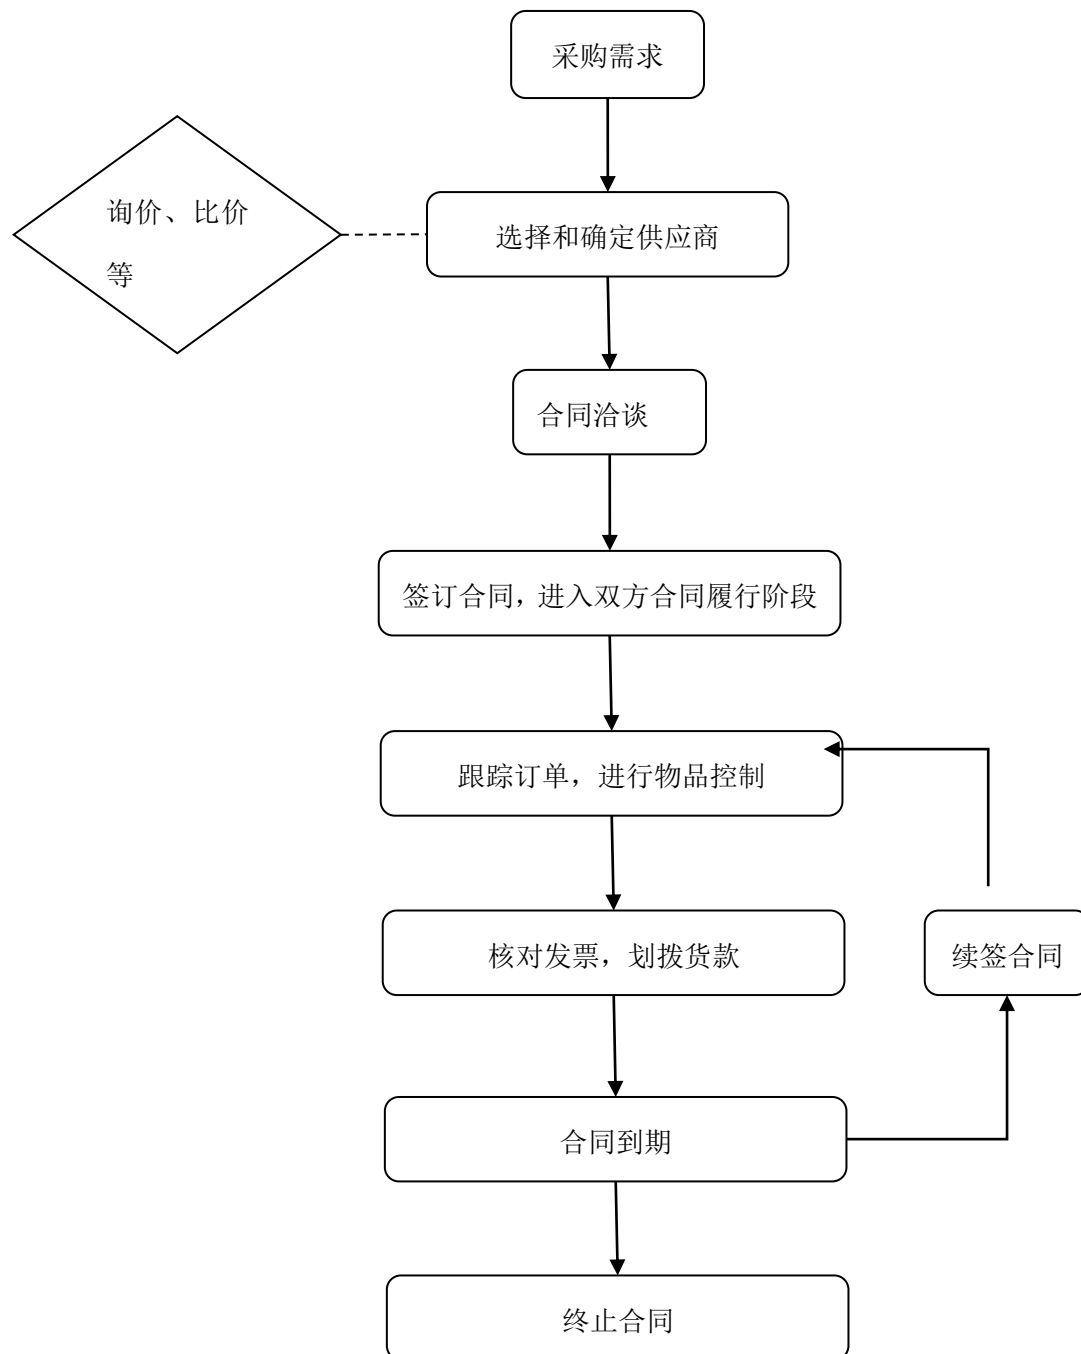 采购需求
询价、比价
等
选择和确定供应商
合同洽谈
签订合同，进入双方合同履行阶段
跟踪订单，进行物品控制
核对发票，划拨货款
续签合同
合同到期
终止合同